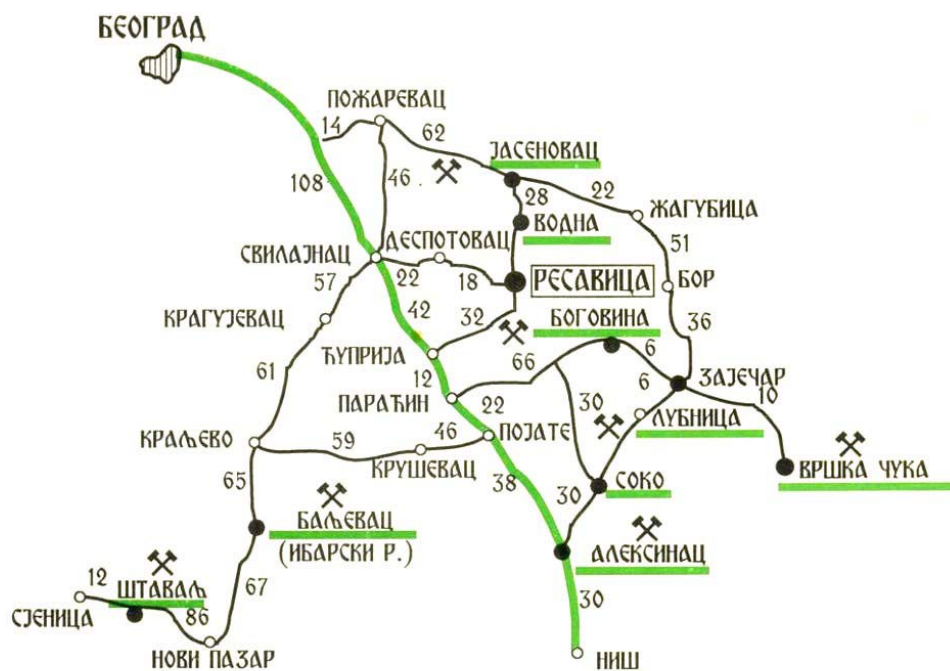 БЕОГРАД
ПОЖАРЕВАЦ
14
62
ЈАСЕНОВАЦ
108
46
28
22
ЖАГУБИЦА
ВОДНА
СВИЛАЈНАЦ
ДЕСПОТОВАЦ
51
57
22
18
РЕСАВИЦА
БОР
КРАГУЈЕВАЦ
42
32
БОГОВИНА
36
ЋУПРИЈА
66
6
61
12
6
ЗАЈЕЧАР
10
ПАРАЋИН
22
30
ЛУБНИЦА
КРАЉЕВО
59
46
ПОЈАТЕ
КРУШЕВАЦ
ВРШКА ЧУКА
65
38
30
СОКО
БАЉЕВАЦ
(ИБАРСКИ Р.)
АЛЕКСИНАЦ
12
ШТАВАЉ
67
30
СЈЕНИЦА
86
НОВИ ПАЗАР
НИШ